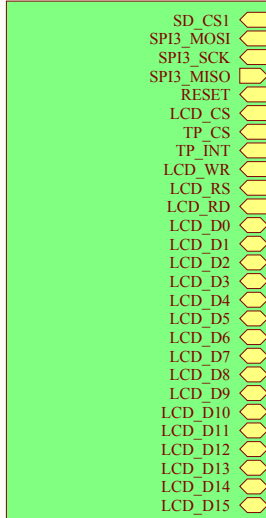 SD_CS1
SPI3_MOSI
SPI3_SCK
SPI3_MISO
RESET
LCD_CS
TP_CS
TP_INT
LCD_WR
LCD_RS
LCD_RD
LCD_D0
LCD_D1
LCD_D2
LCD_D3
LCD_D4
LCD_D5
LCD_D6
LCD_D7
LCD_D8
LCD_D9
LCD_D10
LCD_D11
LCD_D12
LCD_D13
LCD_D14
LCD_D15